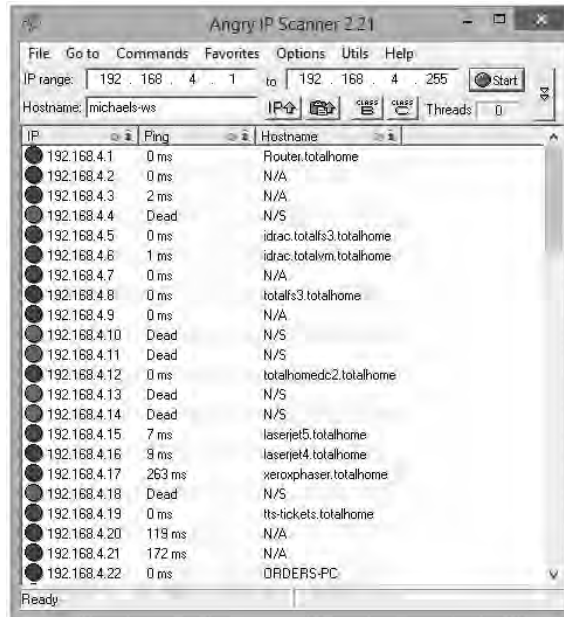 Angry IP Scanner 2.21
File Go to Commands Favorites Options Utils Help
IP range: 192 . 168 . 4 . 1 to 192 . 168 . 4 . 255 Start
Hostname: michaels-ws IP CLASS B CLASS C Threads 0
IP Ping Hostname
192.168.4.1 0 ms Router.totalhome
192.168.4.2 0 ms N/A
192.168.4.3 2 ms N/A
192.168.4.4 Dead N/S
192.168.4.5 0 ms idrac.totalfs3.totalhome
192.168.4.6 1 ms idrac.totalvm.totalhome
192.168.4.7 0 ms N/A
192.168.4.8 0 ms totalfs3.totalhome
192.168.4.9 0 ms N/A
192.168.4.10 Dead N/S
192.168.4.11 Dead N/S
192.168.4.12 0 ms totalhomedc2.totalhome
192.168.4.13 Dead N/S
192.168.4.14 Dead N/S
192.168.4.15 7 ms laserjet5.totalhome
192.168.4.16 9 ms laserjet4.totalhome
192.168.4.17 263 ms xeroxphaser.totalhome
192.168.4.18 Dead N/S
192.168.4.19 0 ms tts-tickets.totalhome
192.168.4.20 119 ms N/A
192.168.4.21 172 ms N/A
192.168.4.22 0 ms ORDERS-PC
Ready